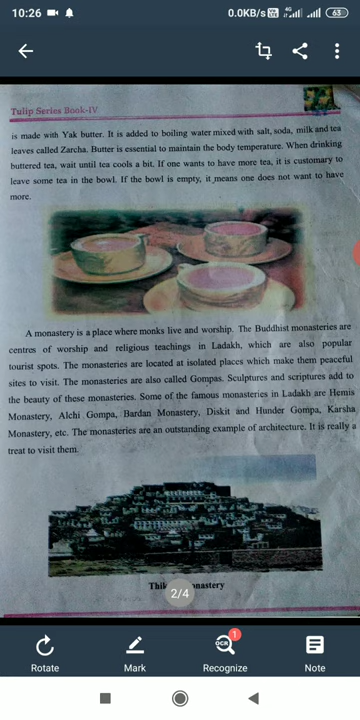 10:26
0.0KB/s
4G
63
Tulip Series Book-IV
is made with Yak butter. It is added to boiling water mixed with salt, soda, milk and tea
leaves called Zarcha. Butter is essential to maintain the body temperature. When drinking
buttered tea, wait until tea cools a bit. If one wants to have more tea, it is customary to
leave some tea in the bowl. If the bowl is empty, it means one does not want to have
more.
A monastery is a place where monks live and worship. The Buddhist monasteries are
centres of worship and religious teachings in Ladakh, which are also popular
tourist spots. The monasteries are located at isolated places which make them peaceful
sites to visit. The monasteries are also called Gompas. Sculptures and scriptures add to
the beauty of these monasteries. Some of the famous monasteries in Ladakh are Hemis
Monastery, Alchi Gompa, Bardan Monastery, Diskit and Hunder Gompa, Karsha
Monastery, etc. The monasteries are an outstanding example of architecture. It is really a
treat to visit them.
2/4
OCR
1
Rotate
Mark
Recognize
Note